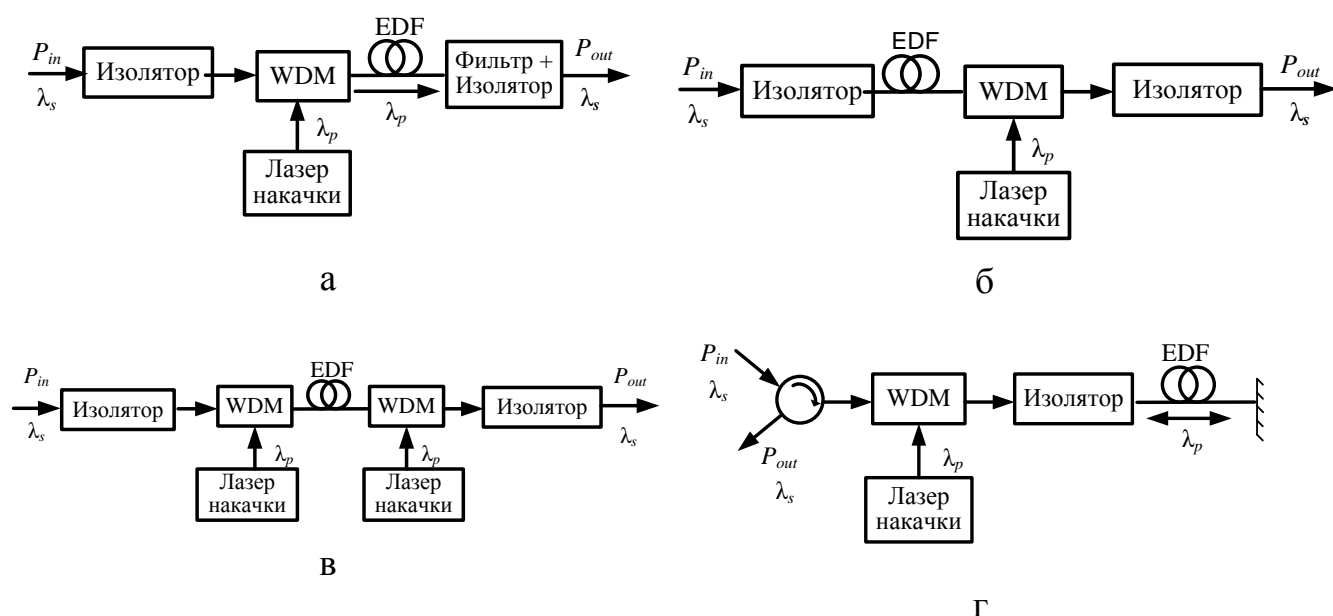 P_in
λ_s
Изолятор
WDM
EDF
λ_p
λ_p
Фильтр +
Изолятор
P_out
λ_s
Лазер
накачки
а
P_in
λ_s
Изолятор
EDF
WDM
λ_p
Изолятор
P_out
λ_s
Лазер
накачки
б
P_in
λ_s
Изолятор
WDM
EDF
WDM
Изолятор
P_out
λ_s
λ_p
λ_p
Лазер
накачки
Лазер
накачки
в
P_in
λ_s
P_out
λ_s
WDM
Изолятор
EDF
λ_p
λ_p
Лазер
накачки
г